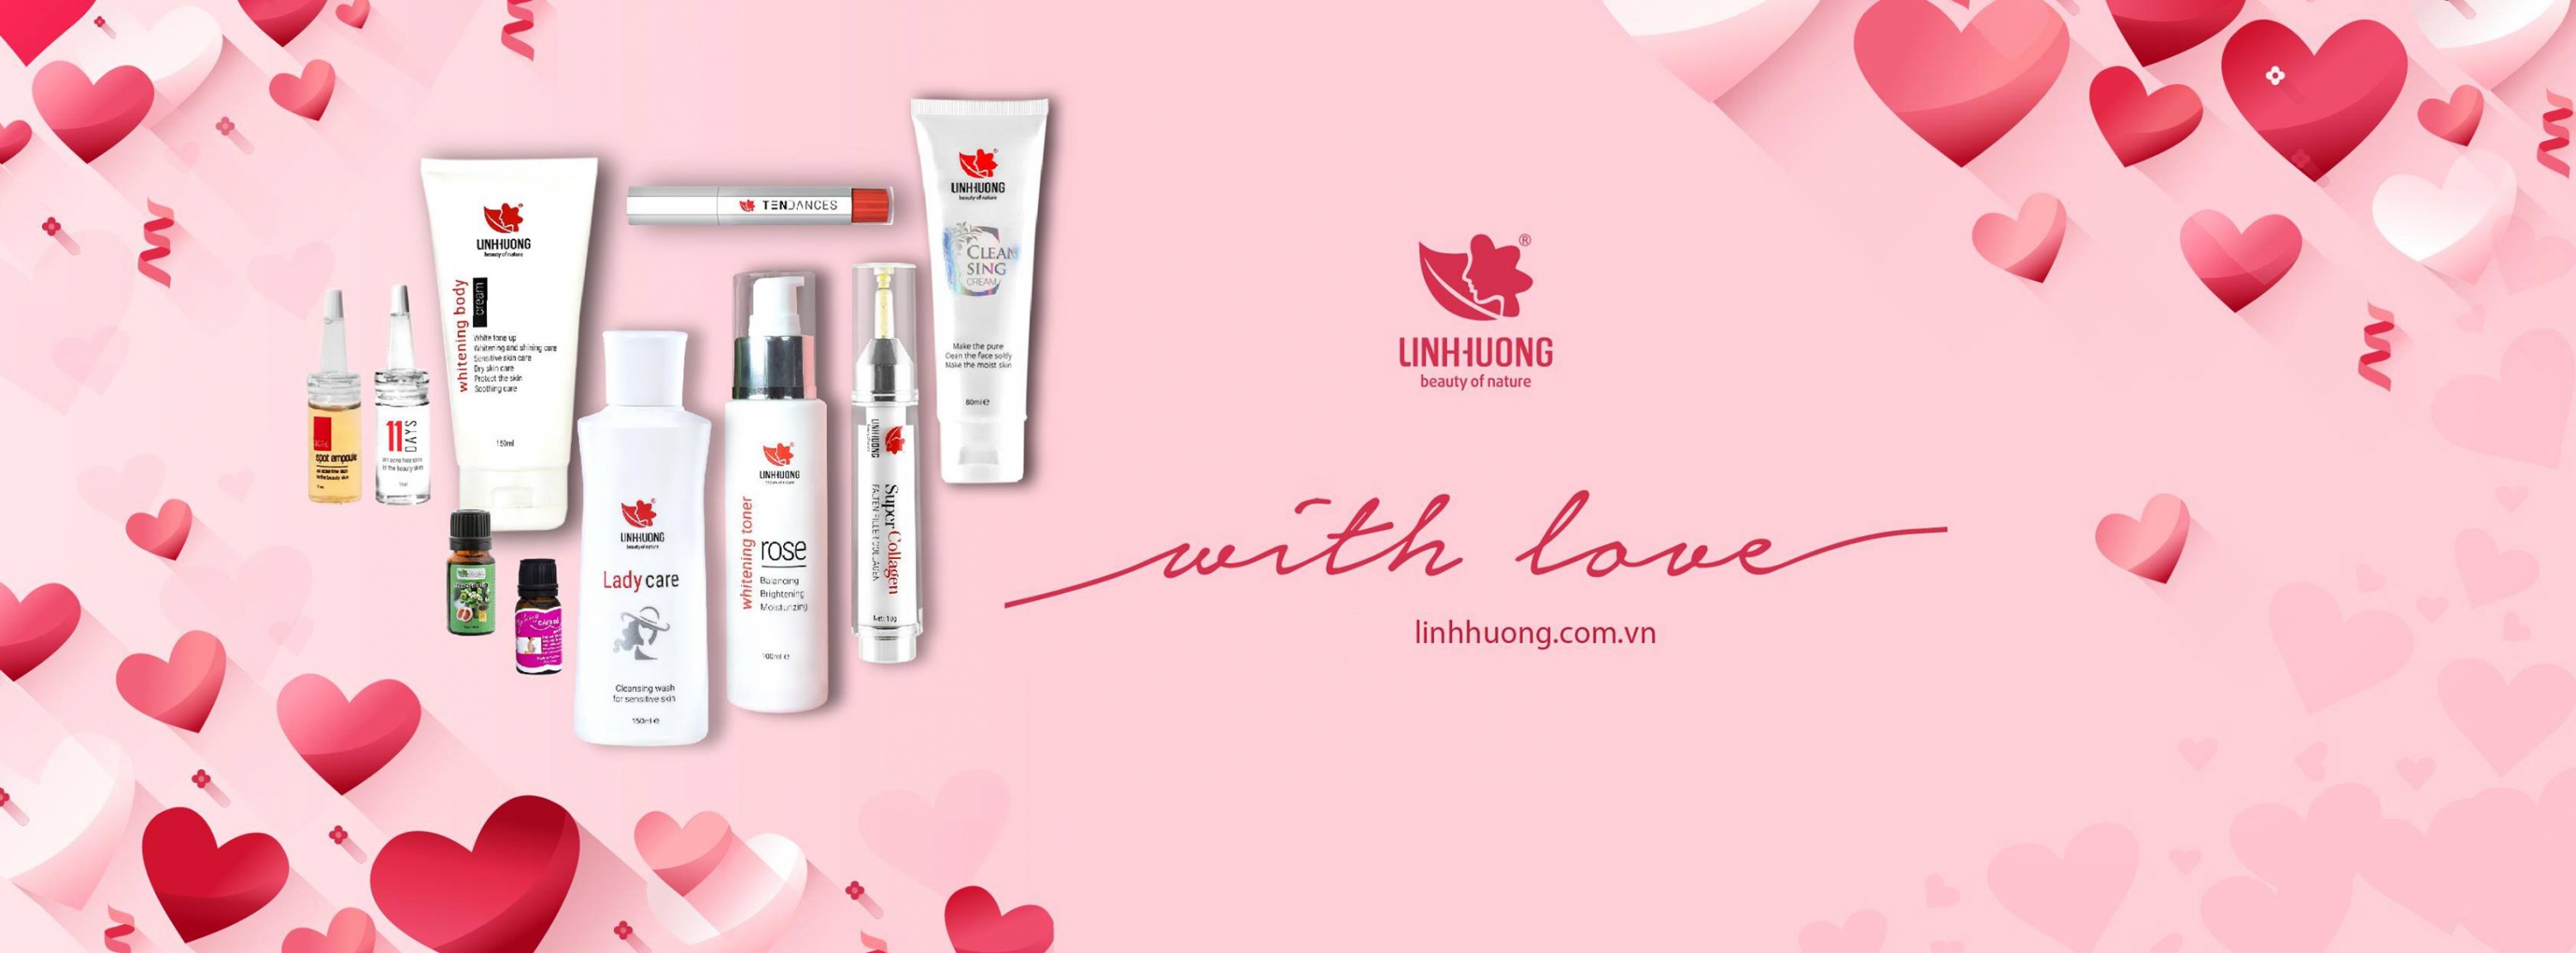 LINHHUONG
beauty of nature
whitening body
cream
White tone up
Whitening and shining care
Sensitive skin care
Dry skin care
Protect the skin
Soothing care
150ml
TENDANCES
LINHHUONG
beauty of nature
CLEAN
SING
CREAM
Make the pure
Clean the face softly
Make the moist skin
80ml e
spot ampoule
11
DAYS
LINHHUONG
beauty of nature
Lady care
Cleansing wash
for sensitive skin
150ml e
LINHHUONG
whitening toner
rose
Balancing
Brightening
Moisturizing
100ml e
LINHHUONG
Super Collagen
LINHHUONG
beauty of nature
with love
linhhuong.com.vn